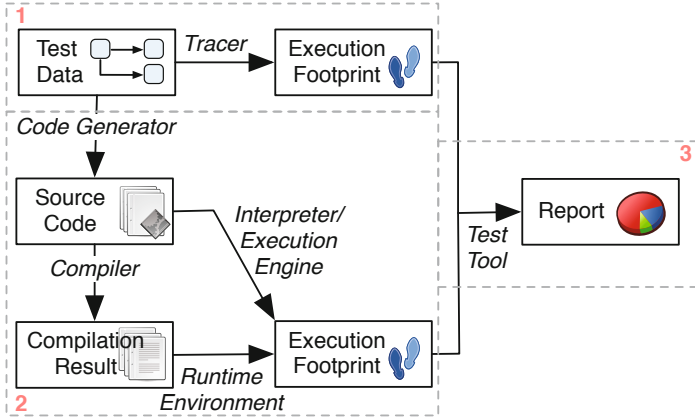 1
Test
Data
Tracer
Execution
Footprint
Code Generator
3
Source
Code
Interpreter/
Execution
Engine
Report
Test
Tool
Compiler
Compilation
Result
Execution
Footprint
Runtime
Environment
2